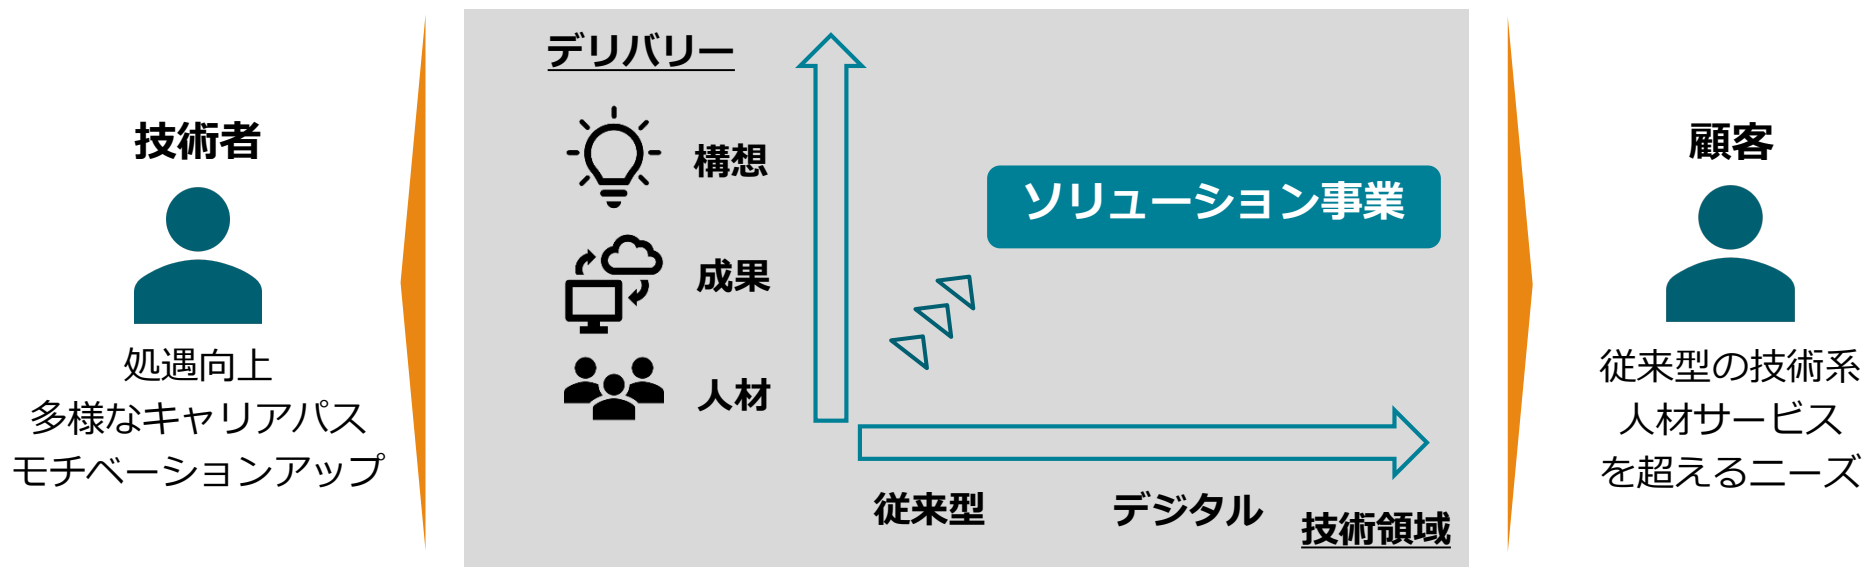 技術者
処遇向上
多様なキャリアパス
モチベーションアップ
デリバリー
構想
成果
人材
ソリューション事業
従来型
デジタル
技術領域
顧客
従来型の技術系
人材サービス
を超えるニーズ